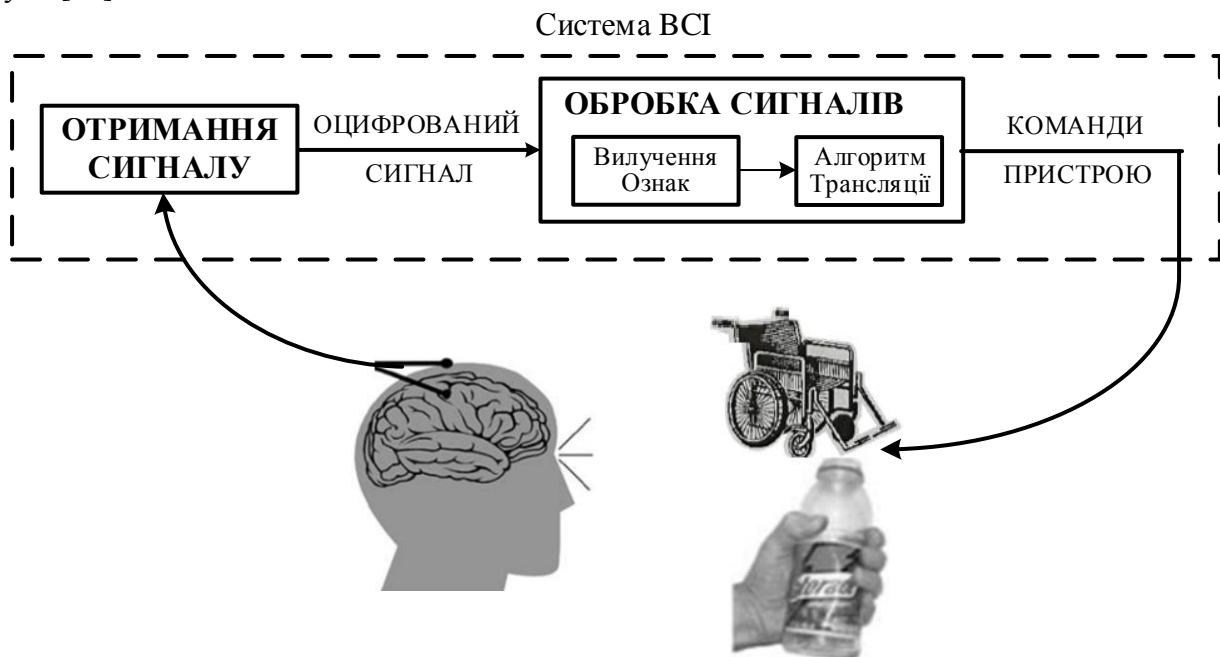 Система BCI
ОТРИМАННЯ
СИГНАЛУ
ОЦИФРОВАНИЙ
СИГНАЛ
ОБРОБКА СИГНАЛІВ
Вилучення
Ознак
Алгоритм
Трансляції
КОМАНДИ
ПРИСТРОЮ